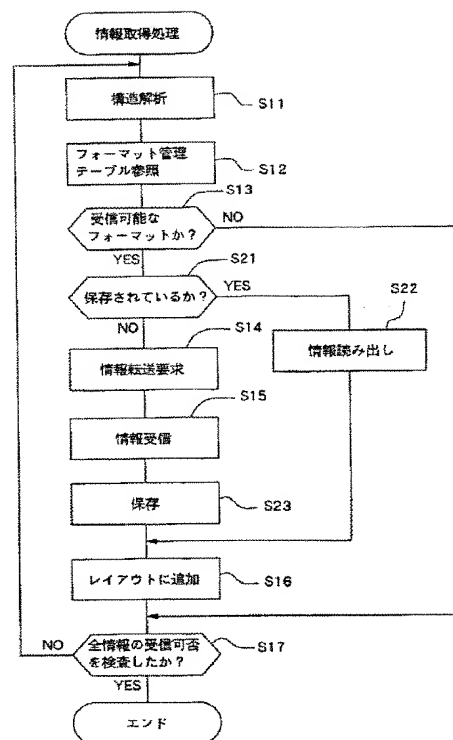 情報取得処理
構造解析
S11
フォーマット管理
テーブル参照
S12
S13
受信可能な
フォーマットか?
NO
YES
S21
保存されているか?
YES
S22
NO
S14
情報読み出し
情報転送要求
S15
情報受信
保存
S23
レイアウトに追加
S16
NO
全情報の受信可否
を検査したか?
S17
YES
エンド